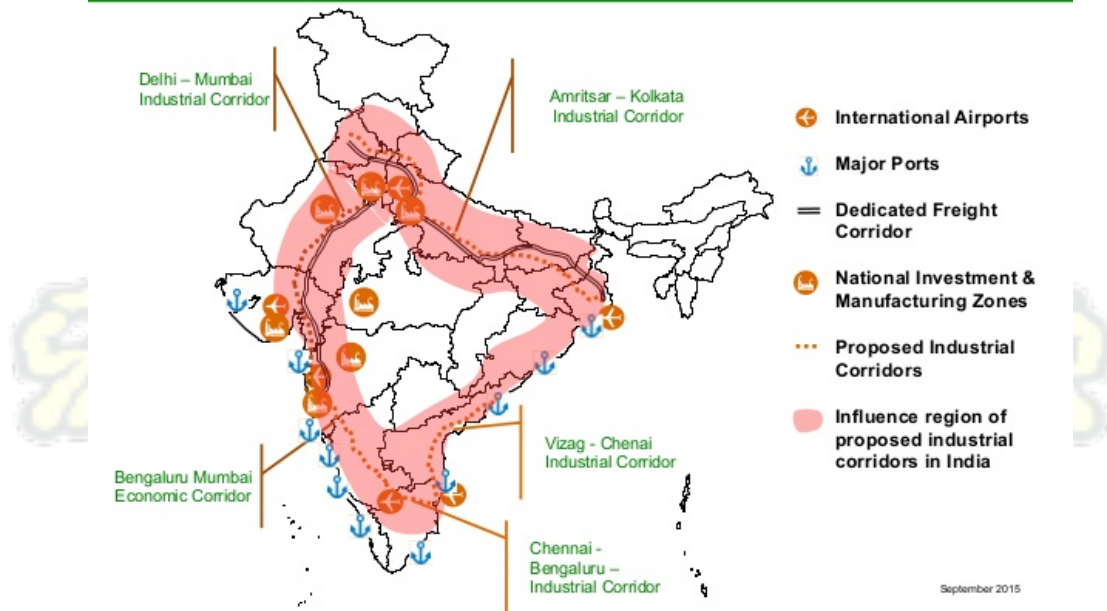 Delhi – Mumbai
Industrial Corridor
Amritsar – Kolkata
Industrial Corridor
International Airports
Major Ports
Dedicated Freight
Corridor
National Investment &
Manufacturing Zones
Proposed Industrial
Corridors
Influence region of
proposed industrial
corridors in India
Bengaluru Mumbai
Economic Corridor
Vizag - Chenai
Industrial Corridor
Chennai -
Bengaluru –
Industrial Corridor
September 2015